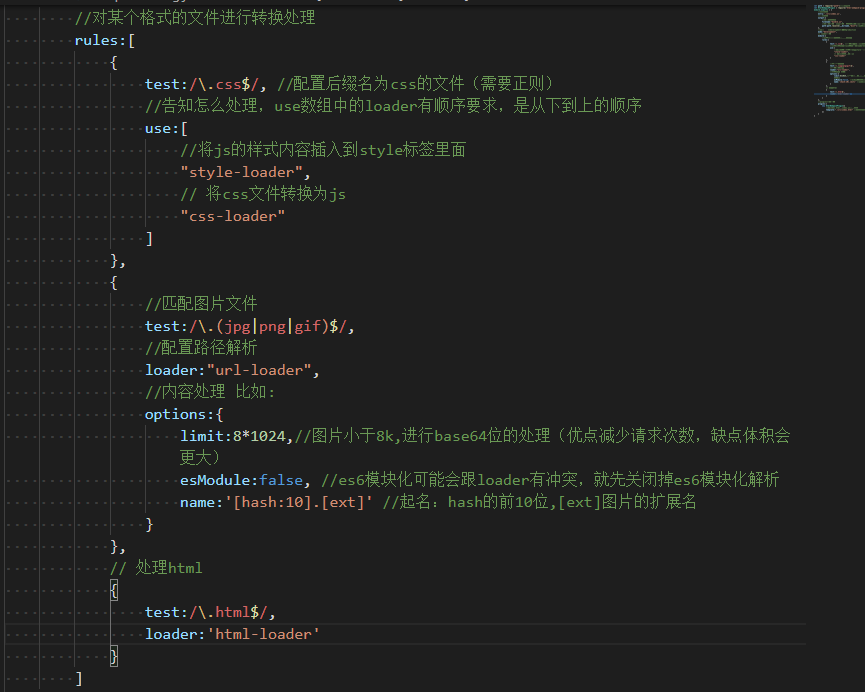 //对某个格式的文件进行转换处理
rules:[
{
test:/\.css$/, //配置后缀名为css的文件（需要正则）
//告知怎么处理，use数组中的loader有顺序要求，是从下到上的顺序
use:[
//将js的样式内容插入到style标签里面
"style-loader",
// 将css文件转换为js
"css-loader"
]
},
{
//匹配图片文件
test:/\.(jpg|png|gif)$/,
//配置路径解析
loader:"url-loader",
//内容处理 比如：
options:{
limit:8*1024,//图片小于8k,进行base64位的处理（优点减少请求次数，缺点体积会
更大）
esModule:false, //es6模块化可能会跟loader有冲突，就先关闭掉es6模块化解析
name:'[hash:10].[ext]' //起名：hash的前10位,[ext]图片的扩展名
}
},
// 处理html
{
test:/\.html$/,
loader:'html-loader'
}
]